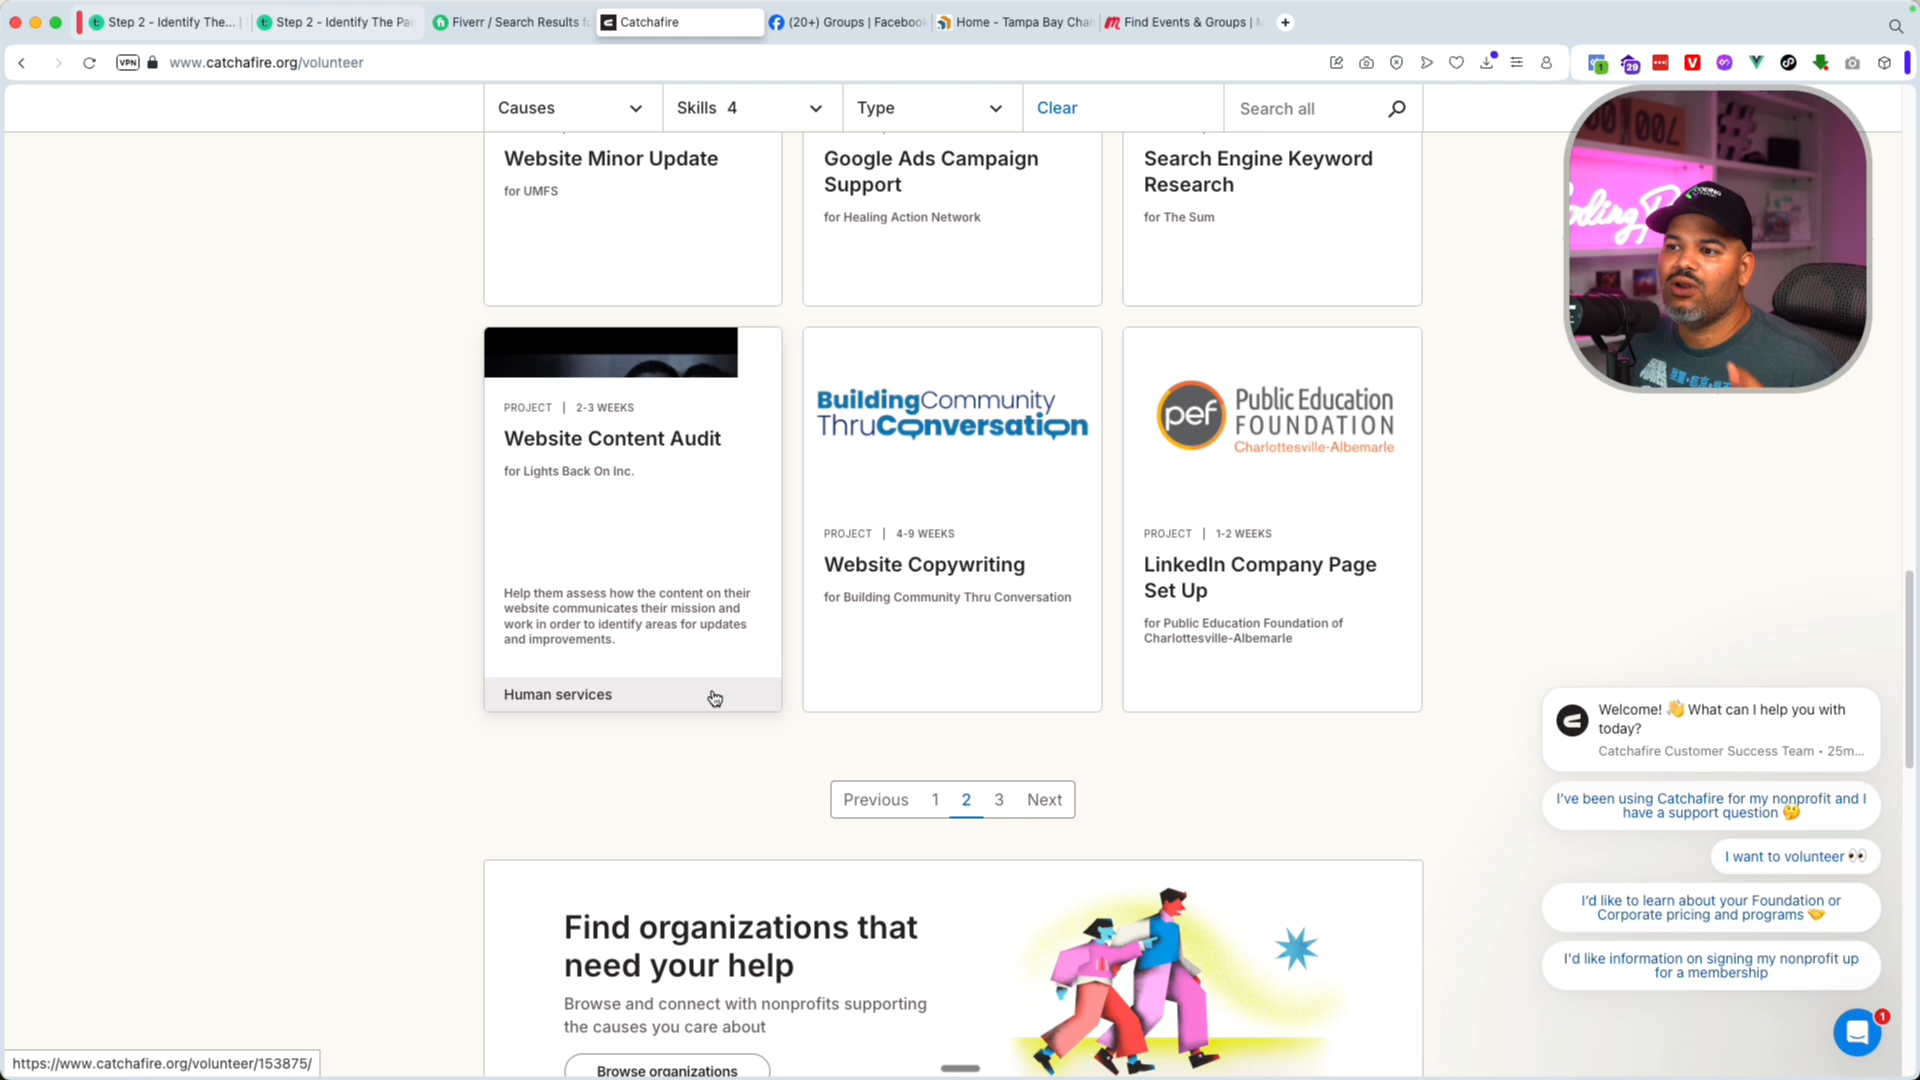 Step 2 - Identify The...
Step 2 - Identify The Pai
Fiverr / Search Results fo
Catchafire
(20+) Groups | Facebook
Home - Tampa Bay Cha
Find Events & Groups | M
VPN
www.catchafire.org/volunteer
1
29
Causes
Skills 4
Type
Clear
Search all
Website Minor Update
for UMFS
Google Ads Campaign
Support
for Healing Action Network
Search Engine Keyword
Research
for The Sum
PROJECT | 2-3 WEEKS
Website Content Audit
for Lights Back On Inc.
Help them assess how the content on their
website communicates their mission and
work in order to identify areas for updates
and improvements.
Human services
BuildingCommunity
ThruConversation
PROJECT | 4-9 WEEKS
Website Copywriting
for Building Community Thru Conversation
pef
Public Education
FOUNDATION
Charlottesville-Albemarle
PROJECT | 1-2 WEEKS
LinkedIn Company Page
Set Up
for Public Education Foundation of
Charlottesville-Albemarle
Previous 1 2 3 Next
Find organizations that
need your help
Browse and connect with nonprofits supporting
the causes you care about
Browse organizations
Welcome! 👋 What can I help you with
today?
Catchafire Customer Success Team • 25m...
I've been using Catchafire for my nonprofit and I
have a support question 🤔
I want to volunteer 👀
I'd like to learn about your Foundation or
Corporate pricing and programs 🤝
I'd like information on signing my nonprofit up
for a membership
1
https://www.catchafire.org/volunteer/153875/